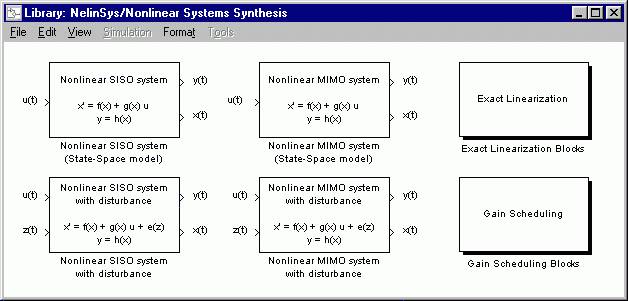 Library: NelinSys/Nonlinear Systems Synthesis
File Edit View Simulation Format Tools
Nonlinear SISO system
u(t)
x' = f(x) + g(x) u
y = h(x)
y(t)
x(t)
Nonlinear SISO system
(State-Space model)
Nonlinear MIMO system
u(t)
x' = f(x) + g(x) u
y = h(x)
y(t)
x(t)
Nonlinear MIMO system
(State-Space model)
Exact Linearization
Exact Linearization Blocks
Nonlinear SISO system
with disturbance
u(t)
z(t)
x' = f(x) + g(x) u + e(z)
y = h(x)
y(t)
x(t)
Nonlinear SISO system
with disturbance
Nonlinear MIMO system
with disturbance
u(t)
z(t)
x' = f(x) + g(x) u + e(z)
y = h(x)
y(t)
x(t)
Nonlinear MIMO system
with disturbance
Gain Scheduling
Gain Scheduling Blocks